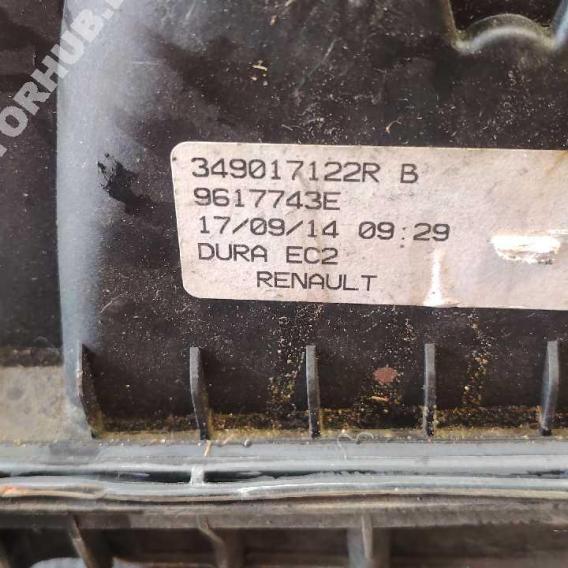 349017122R B
9617743E
17/09/14 09:29
DURA EC2
RENAULT